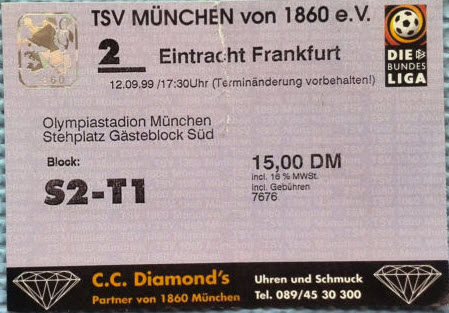 TSV MÜNCHEN von 1860 e.V.
2 Eintracht Frankfurt
12.09.99 /17:30Uhr (Terminänderung vorbehalten!)
DIE
BUNDES
LIGA
1860
Olympiastadion München
Stehplatz Gästeblock Süd
Block:
S2-T1
15,00 DM
incl. 16 % MWSt.
incl. Gebühren
7676
C.C. Diamond's
Partner von 1860 München
Uhren und Schmuck
Tel. 089/45 30 300